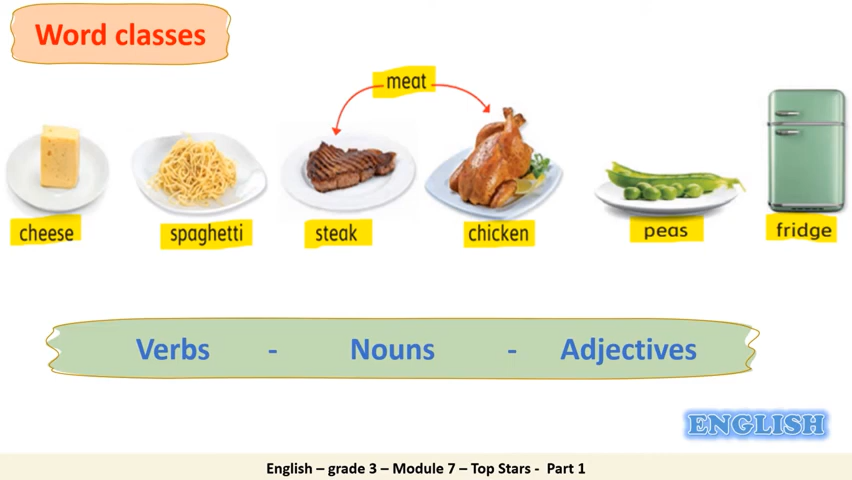 Word classes
meat
cheese
spaghetti
steak
chicken
peas
fridge
Verbs - Nouns - Adjectives
ENGLISH
English – grade 3 – Module 7 – Top Stars - Part 1